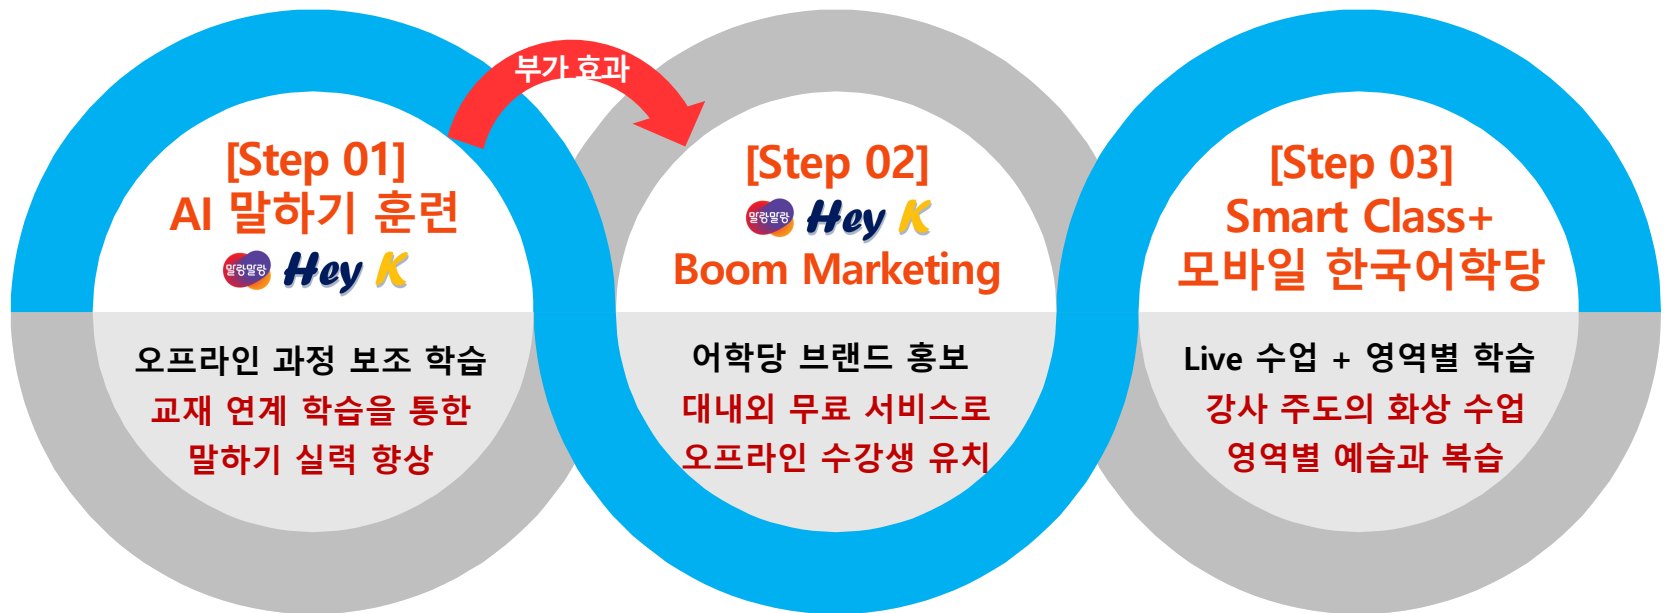 부가 효과
[Step 01]
AI 말하기 훈련
말랑말랑 Hey K
오프라인 과정 보조 학습
교재 연계 학습을 통한
말하기 실력 향상
[Step 02]
말랑말랑 Hey K
Boom Marketing
어학당 브랜드 홍보
대내외 무료 서비스로
오프라인 수강생 유치
[Step 03]
Smart Class+
모바일 한국어학당
Live 수업 + 영역별 학습
강사 주도의 화상 수업
영역별 예습과 복습